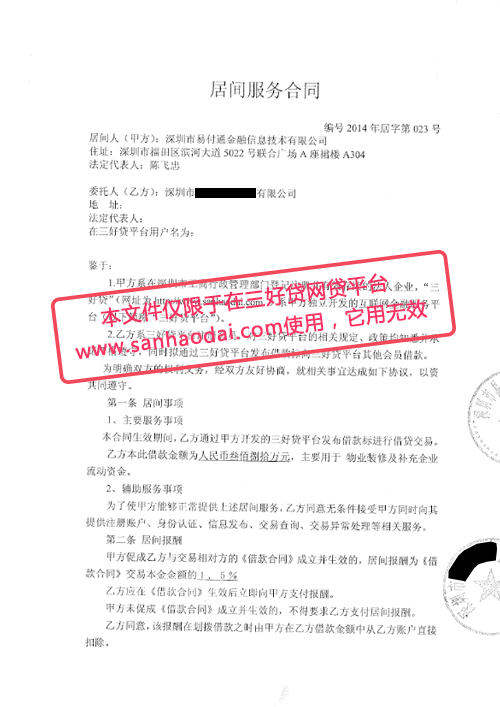 居间服务合同
编号 2014 年居字第 023 号
居间人（甲方）：深圳市易付通金融信息技术有限公司
住址：深圳市福田区滨河大道 5022 号联合广场 A 座裙楼 A304
法定代表人：陈飞忠
委托人（乙方）：深圳市 有限公司
地 址：
法定代表人：
在三好贷平台用户名为：
鉴于：
1.甲方系在深圳市工商行政管理部门登记 人企业，“三
好贷”（网址为 系甲方独立开发的互联网金融服务平
台
2.乙方系三好贷 三好贷平台的相关规定、政策均知悉并承
同时拟通过三好贷平台发布借款标向三好贷平台其他会员借款。
为明确双方的权利义务，经双方友好协商，就相关事宜达成如下协议，以资
共同遵守。
本文件仅限于在三好贷网贷平台
www.sanhaodai.com使用，它用无效
第一条 居间事项
1、主要服务事项
本合同生效期间，乙方通过甲方开发的三好贷平台发布借款标进行借贷交易。
乙方本此借款金额为人民币叁佰捌拾万元，主要用于 物业装修及补充企业
流动资金。
2、辅助服务事项
为了使甲方能够正常提供上述居间服务，乙方同意无条件接受甲方同时向其
提供注册账户、身份认证、信息发布、交易查询、交易异常处理等相关服务。
第二条 居间报酬
甲方促成乙方与交易相对方的《借款合同》成立并生效的，居间报酬为《借
款合同》交易本金金额的1．5％
乙方应在《借款合同》生效后立即向甲方支付报酬。
甲方未促成《借款合同》成立并生效的，不得要求乙方支付居间报酬。
乙方同意，该报酬在划拨借款之时由甲方在乙方借款金额中从乙方账户直接
扣除。